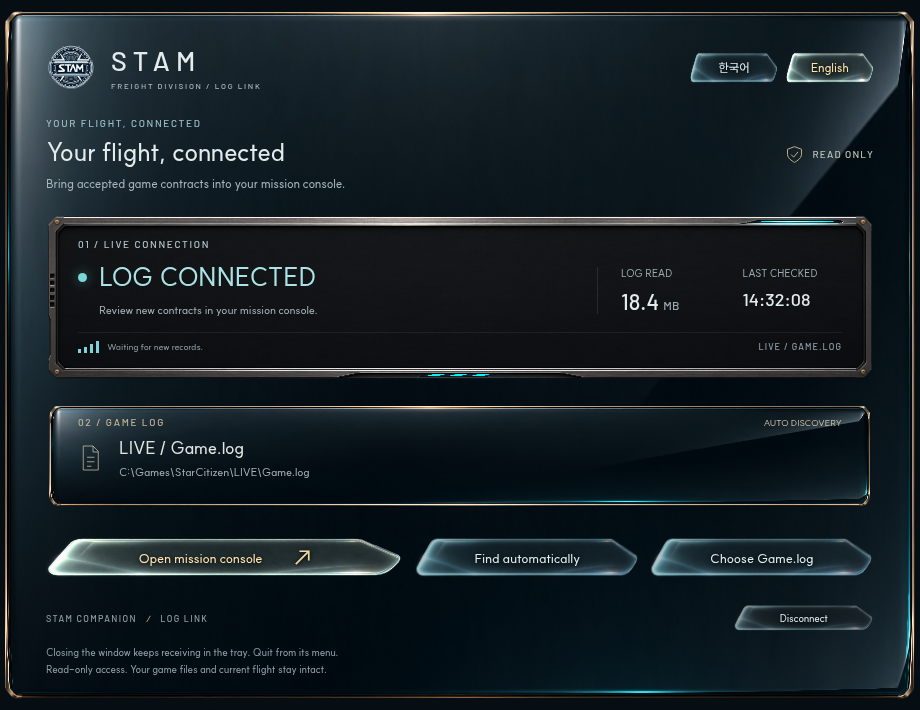 STAM
STAM
FREIGHT DIVISION / LOG LINK
한국어
English
YOUR FLIGHT, CONNECTED
Your flight, connected
Bring accepted game contracts into your mission console.
READ ONLY
01 / LIVE CONNECTION
LOG CONNECTED
Review new contracts in your mission console.
LOG READ
18.4 MB
LAST CHECKED
14:32:08
Waiting for new records.
LIVE / GAME.LOG
02 / GAME LOG
AUTO DISCOVERY
LIVE / Game.log
C:\Games\StarCitizen\LIVE\Game.log
Open mission console
Find automatically
Choose Game.log
STAM COMPANION / LOG LINK
Disconnect
Closing the window keeps receiving in the tray. Quit from its menu.
Read-only access. Your game files and current flight stay intact.